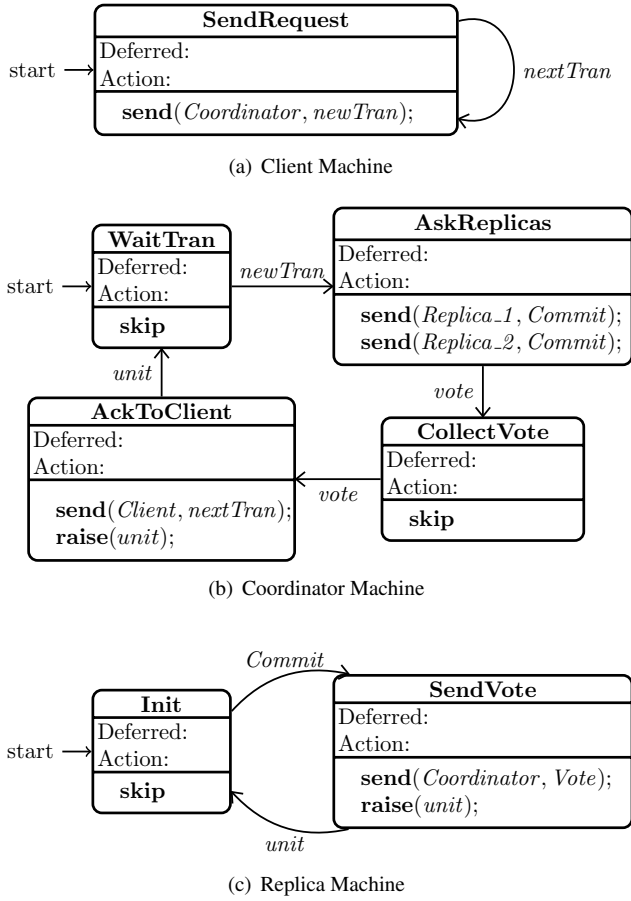 SendRequest
Deferred:
start
Action:
nextTran
send(Coordinator, newTran);
(a) Client Machine
AskReplicas
WaitTran
Deferred:
Deferred:
newTran
Action:
start
Action:
skip
send(Replica_1, Commit);
send(Replica_2, Commit);
unit
vote
AckToClient
CollectVote
Deferred:
Deferred:
Action:
Action:
vote
send(Client, nextTran);
skip
raise(unit);
(b) Coordinator Machine
Commit
Init
SendVote
Deferred:
Deferred:
start
Action:
Action:
skip
send(Coordinator, Vote);
raise(unit);
unit
(c) Replica Machine